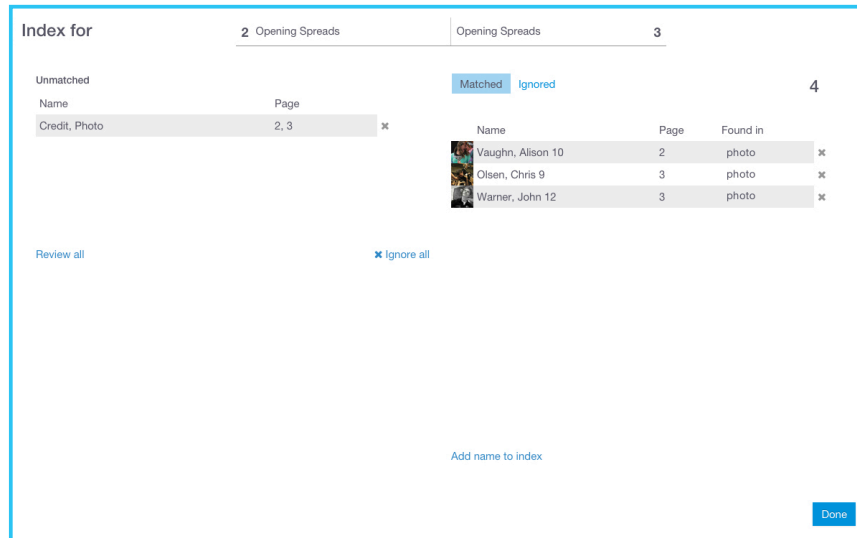 Index for
2 Opening Spreads
Opening Spreads 3
Unmatched
Name Page
Credit, Photo 2, 3 ✖
Review all ✖ Ignore all
Matched Ignored 4
Name Page Found in
Vaughn, Alison 10 2 photo ✖
Olsen, Chris 9 3 photo ✖
Warner, John 12 3 photo ✖
Add name to index
Done